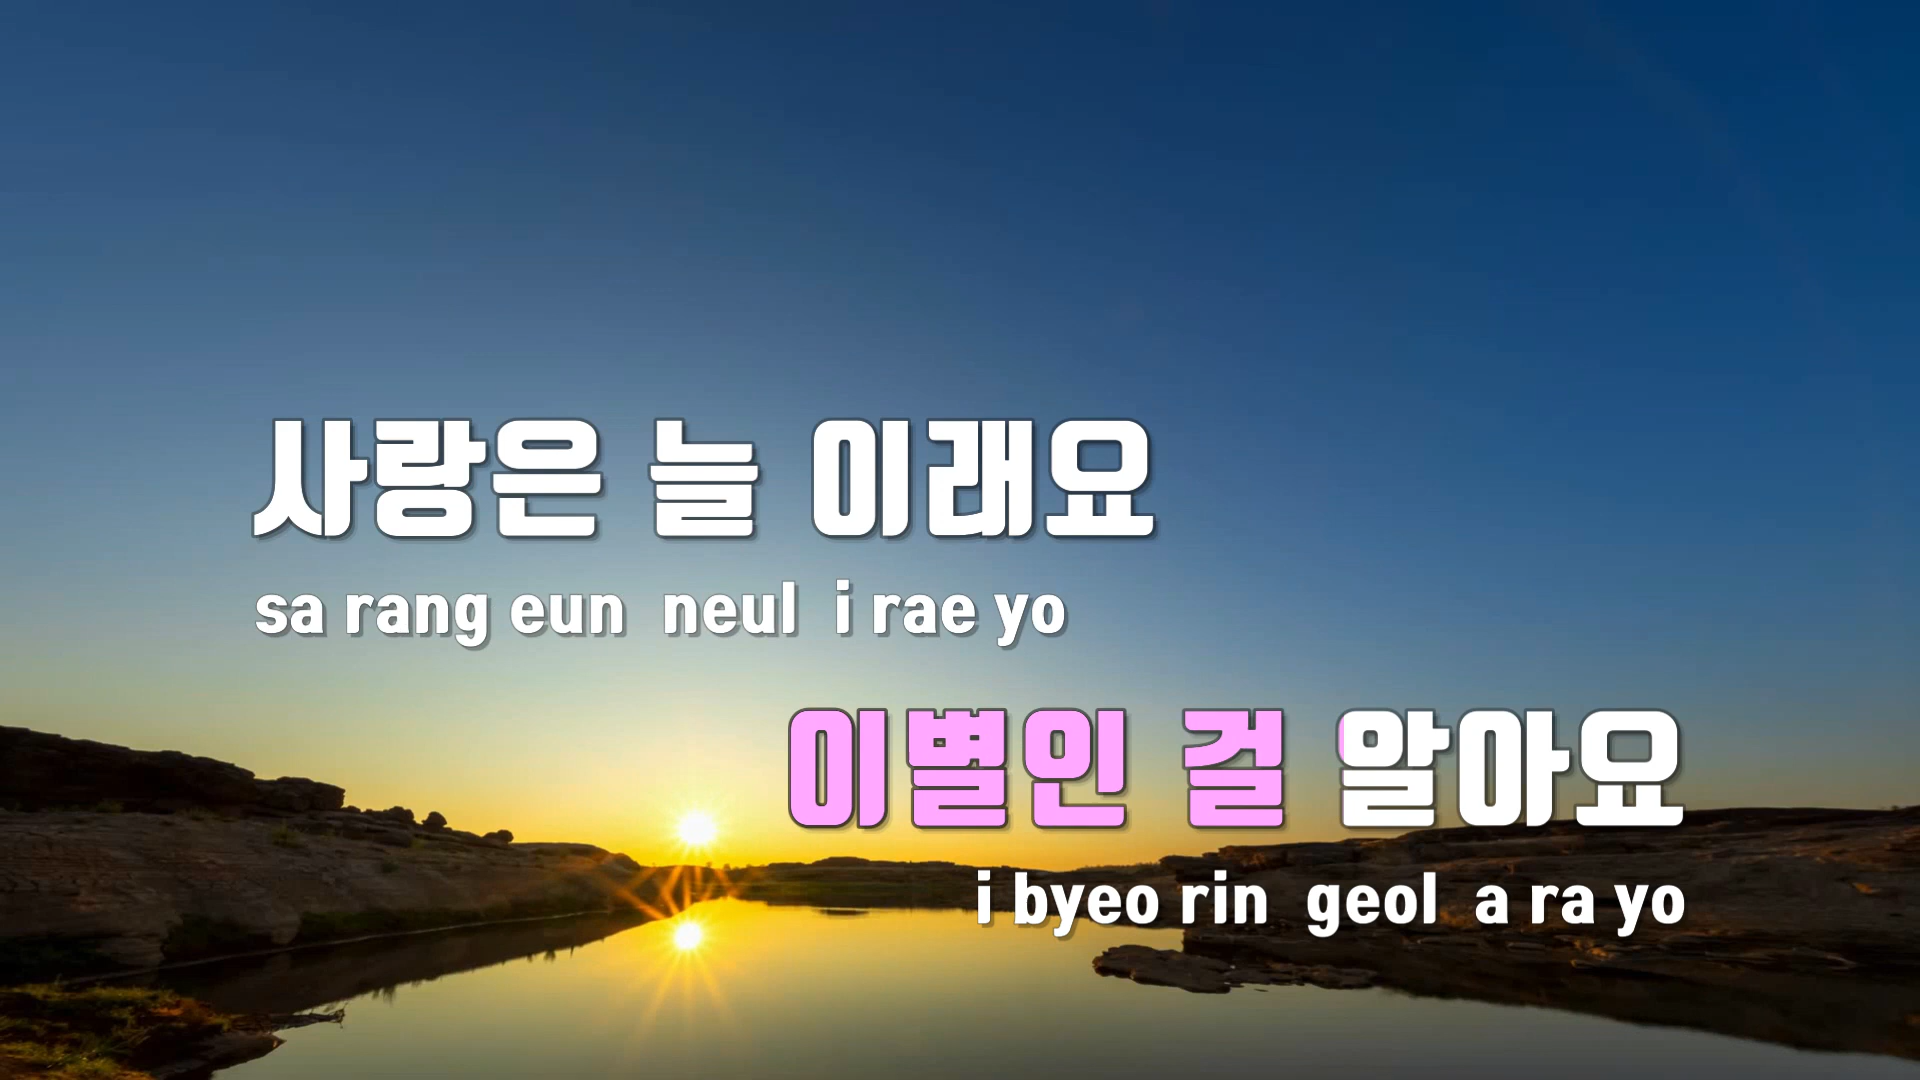 사랑은 늘 이래요
sa rang eun neul i rae yo
이별인 걸 알아요
i byeo rin geol a ra yo